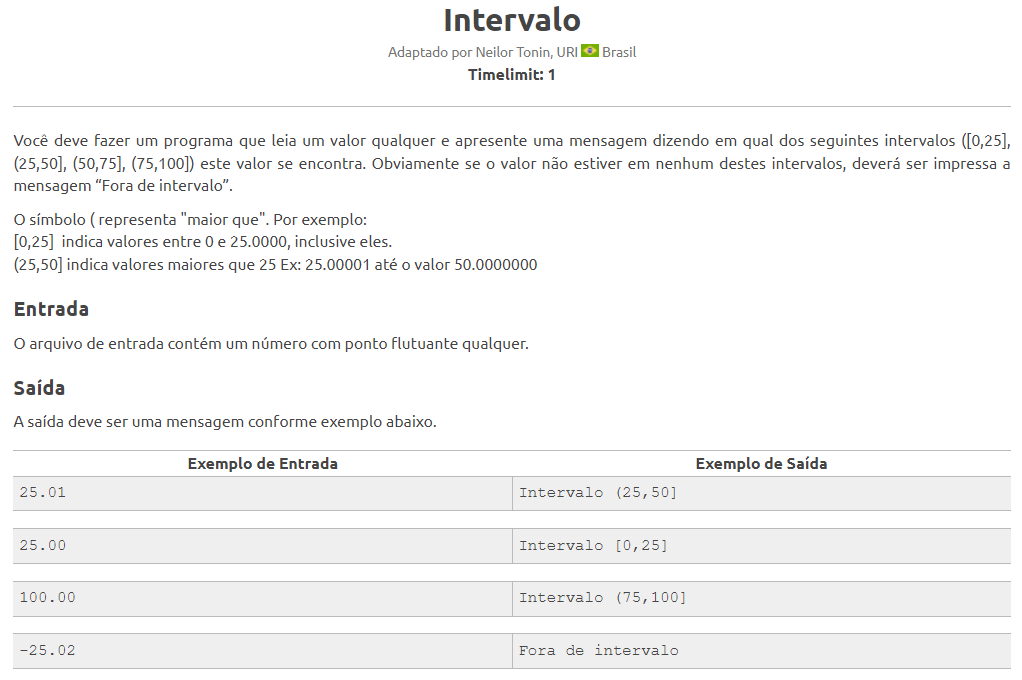 Intervalo
Adaptado por Neilor Tonin, URI Brasil
Timelimit: 1
Você deve fazer um programa que leia um valor qualquer e apresente uma mensagem dizendo em qual dos seguintes intervalos ([0,25],
(25,50], (50,75], (75,100]) este valor se encontra. Obviamente se o valor não estiver em nenhum destes intervalos, deverá ser impressa a
mensagem “Fora de intervalo”.
O símbolo ( representa "maior que". Por exemplo:
[0,25]  indica valores entre 0 e 25.0000, inclusive eles.
(25,50] indica valores maiores que 25 Ex: 25.00001 até o valor 50.0000000
Entrada
O arquivo de entrada contém um número com ponto flutuante qualquer.
Saída
A saída deve ser uma mensagem conforme exemplo abaixo.
Exemplo de Entrada Exemplo de Saída
25.01 Intervalo (25,50]
25.00 Intervalo [0,25]
100.00 Intervalo (75,100]
-25.02 Fora de intervalo